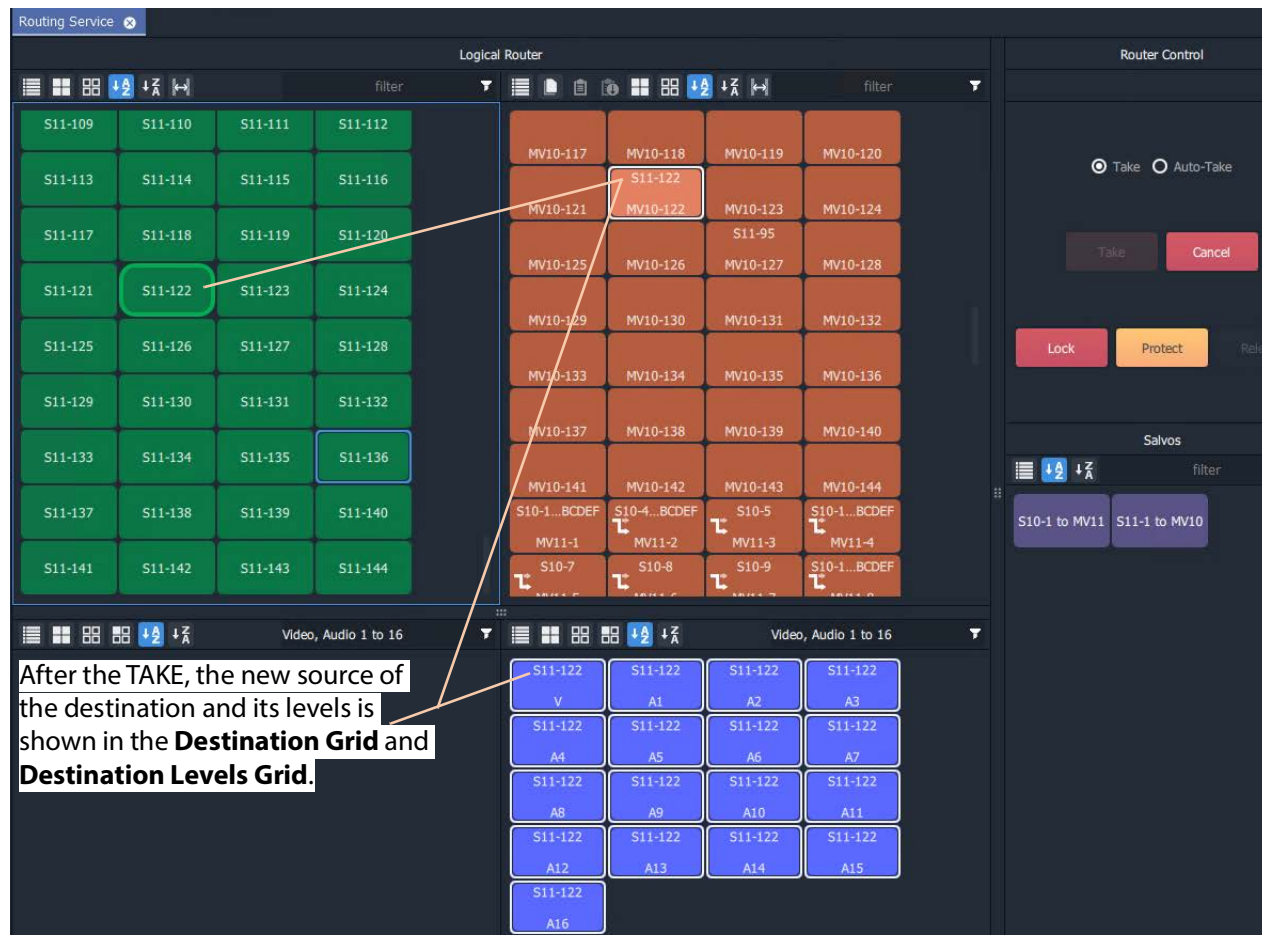 Routing Service
Logical Router
Router Control
filter
filter
S11-109 S11-110 S11-111 S11-112
S11-113 S11-114 S11-115 S11-116
S11-117 S11-118 S11-119 S11-120
S11-121 S11-122 S11-123 S11-124
S11-125 S11-126 S11-127 S11-128
S11-129 S11-130 S11-131 S11-132
S11-133 S11-134 S11-135 S11-136
S11-137 S11-138 S11-139 S11-140
S11-141 S11-142 S11-143 S11-144
MV10-117 MV10-118 MV10-119 MV10-120
S11-122
MV10-121 MV10-122 MV10-123 MV10-124
S11-95
MV10-125 MV10-126 MV10-127 MV10-128
MV10-129 MV10-130 MV10-131 MV10-132
MV10-133 MV10-134 MV10-135 MV10-136
MV10-137 MV10-138 MV10-139 MV10-140
MV10-141 MV10-142 MV10-143 MV10-144
S10-1...BCDEF S10-4...BCDEF S10-5 S10-1...BCDEF
MV11-1 MV11-2 MV11-3 MV11-4
S10-7 S10-8 S10-9 S10-1...BCDEF
Take Auto-Take
Take Cancel
Lock Protect
Salvos
filter
S10-1 to MV11 S11-1 to MV10
Video, Audio 1 to 16
Video, Audio 1 to 16
After the TAKE, the new source of
the destination and its levels is
shown in the Destination Grid and
Destination Levels Grid.
S11-122 S11-122 S11-122 S11-122
V A1 A2 A3
S11-122 S11-122 S11-122 S11-122
A4 A5 A6 A7
S11-122 S11-122 S11-122 S11-122
A8 A9 A10 A11
S11-122 S11-122 S11-122 S11-122
A12 A13 A14 A15
S11-122
A16